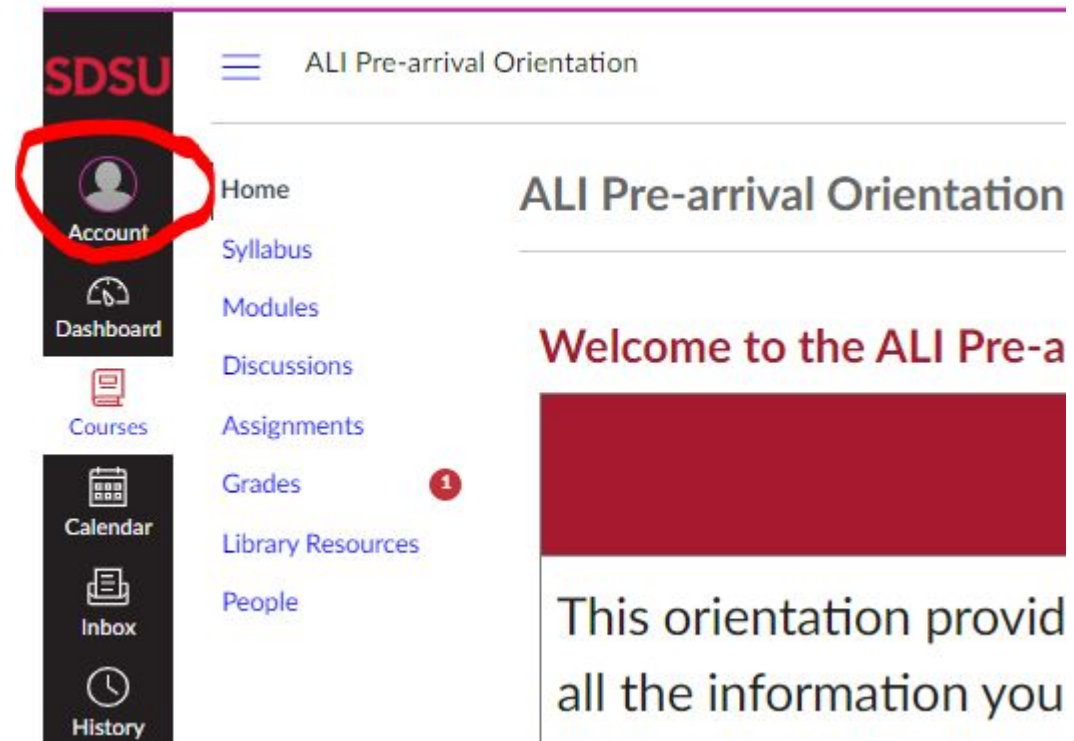 SDSU
ALI Pre-arrival Orientation
Account
Dashboard
Courses
Calendar
Inbox
History
Home
Syllabus
Modules
Discussions
Assignments
Grades 1
Library Resources
People
ALI Pre-arrival Orientation
Welcome to the ALI Pre-a
This orientation provid
all the information you